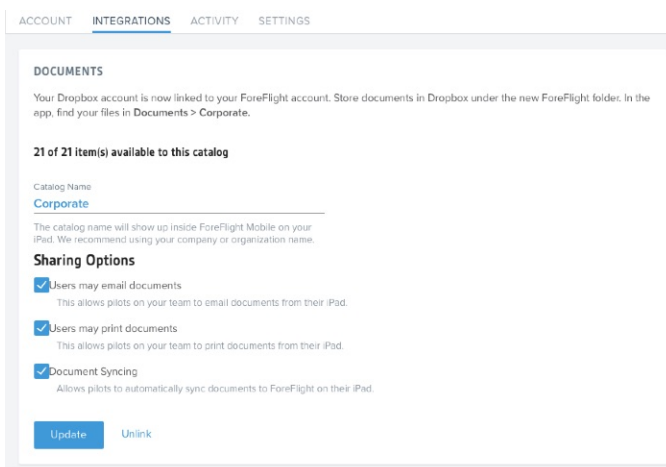 ACCOUNT INTEGRATIONS ACTIVITY SETTINGS
DOCUMENTS
Your Dropbox account is now linked to your ForeFlight account. Store documents in Dropbox under the new ForeFlight folder. In the
app, find your files in Documents > Corporate.
21 of 21 item(s) available to this catalog
Catalog Name
Corporate
The catalog name will show up inside ForeFlight Mobile on your
iPad. We recommend using your company or organization name.
Sharing Options
Users may email documents
This allows pilots on your team to email documents from their iPad.
Users may print documents
This allows pilots on your team to print documents from their iPad.
Document Syncing
Allows pilots to automatically sync documents to ForeFlight on their iPad.
Update Unlink